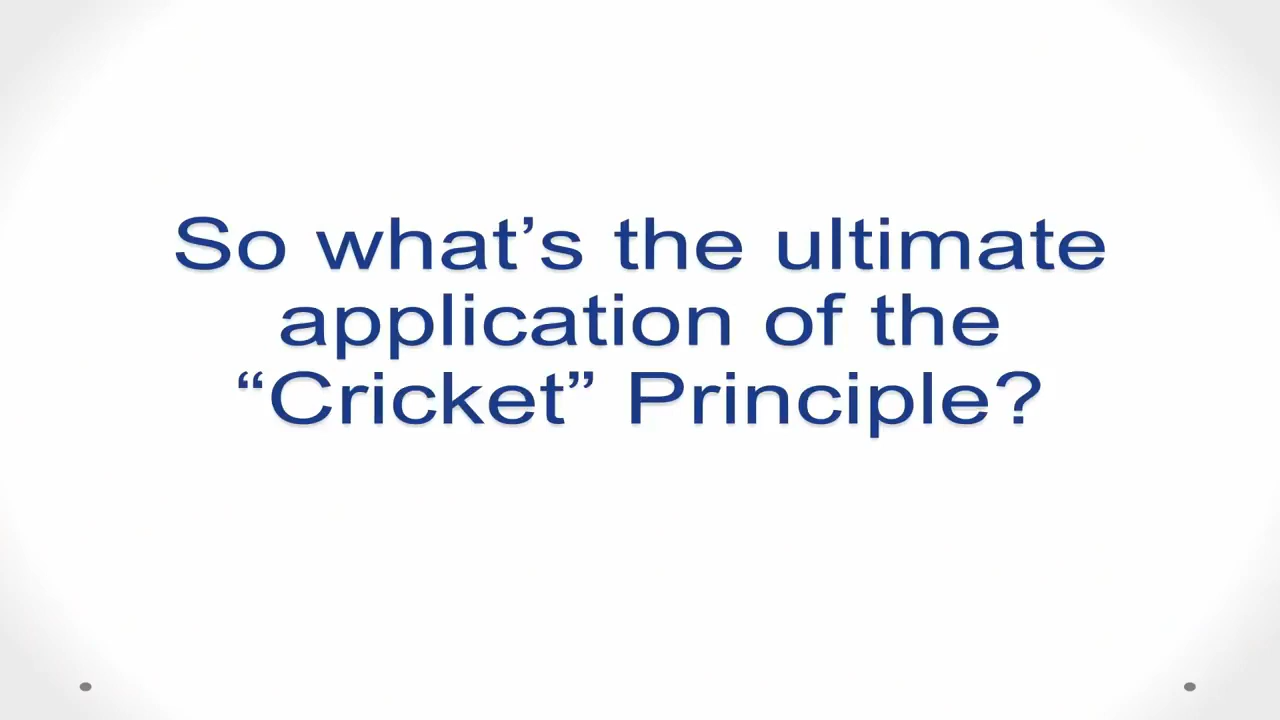 So what’s the ultimate
application of the
“Cricket” Principle?